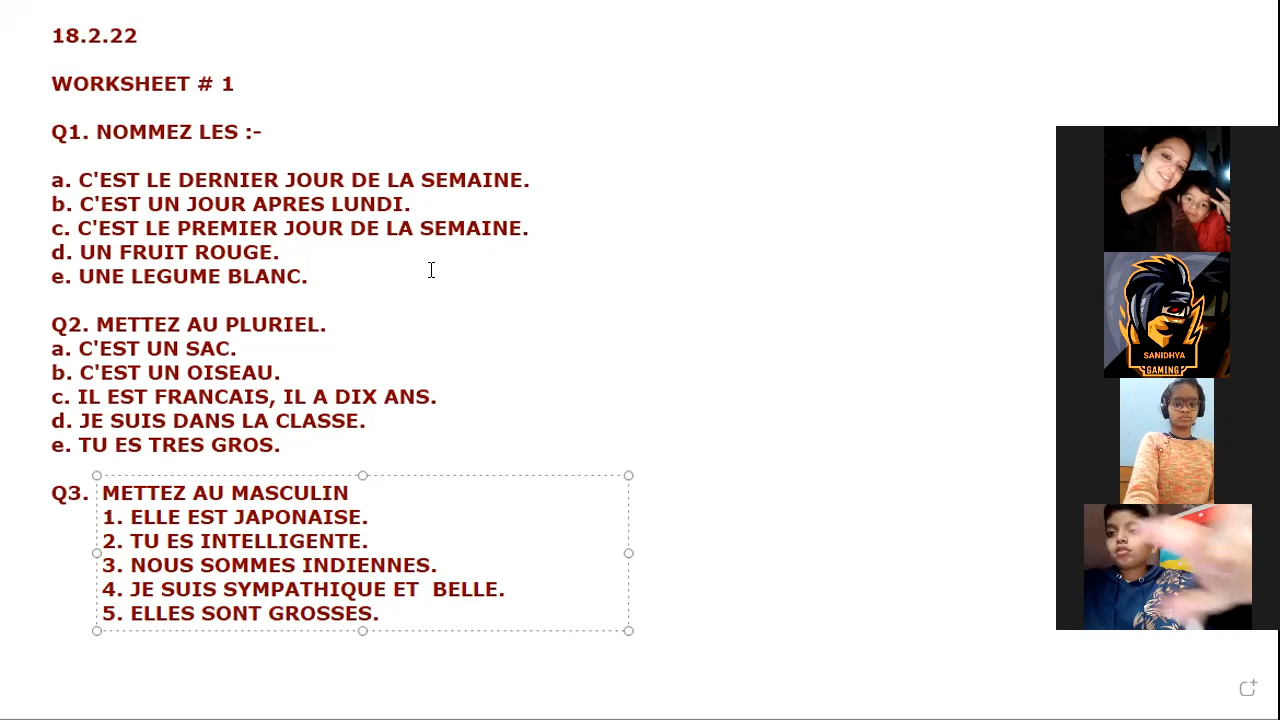 18.2.22
WORKSHEET # 1
Q1. NOMMEZ LES :-
a. C'EST LE DERNIER JOUR DE LA SEMAINE.
b. C'EST UN JOUR APRES LUNDI.
c. C'EST LE PREMIER JOUR DE LA SEMAINE.
d. UN FRUIT ROUGE.
e. UNE LEGUME BLANC.
Q2. METTEZ AU PLURIEL.
a. C'EST UN SAC.
b. C'EST UN OISEAU.
c. IL EST FRANCAIS, IL A DIX ANS.
d. JE SUIS DANS LA CLASSE.
e. TU ES TRES GROS.
Q3. METTEZ AU MASCULIN
1. ELLE EST JAPONAISE.
2. TU ES INTELLIGENTE.
3. NOUS SOMMES INDIENNES.
4. JE SUIS SYMPATHIQUE ET  BELLE.
5. ELLES SONT GROSSES.
SANIDHYA
GAMING